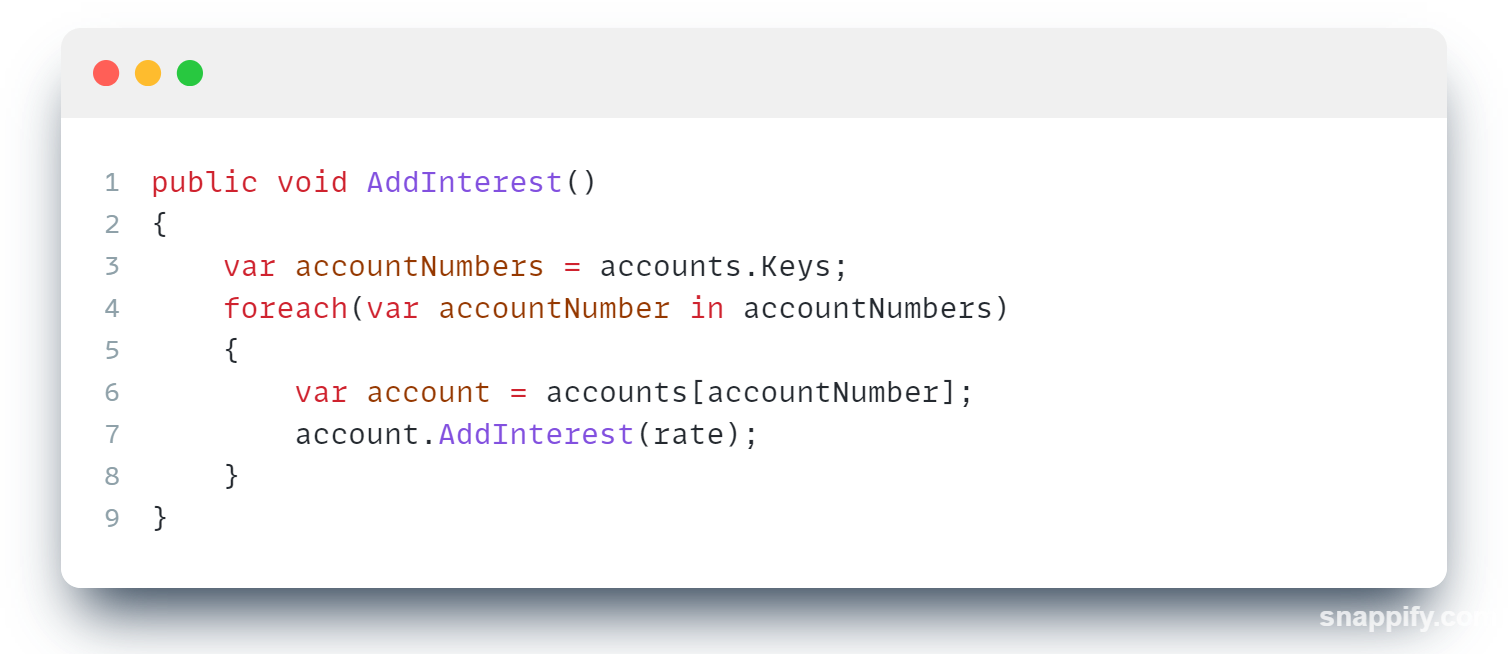 1 public void AddInterest()
2 {
3     var accountNumbers = accounts.Keys;
4     foreach(var accountNumber in accountNumbers)
5     {
6         var account = accounts[accountNumber];
7         account.AddInterest(rate);
8     }
9 }
snappify.com